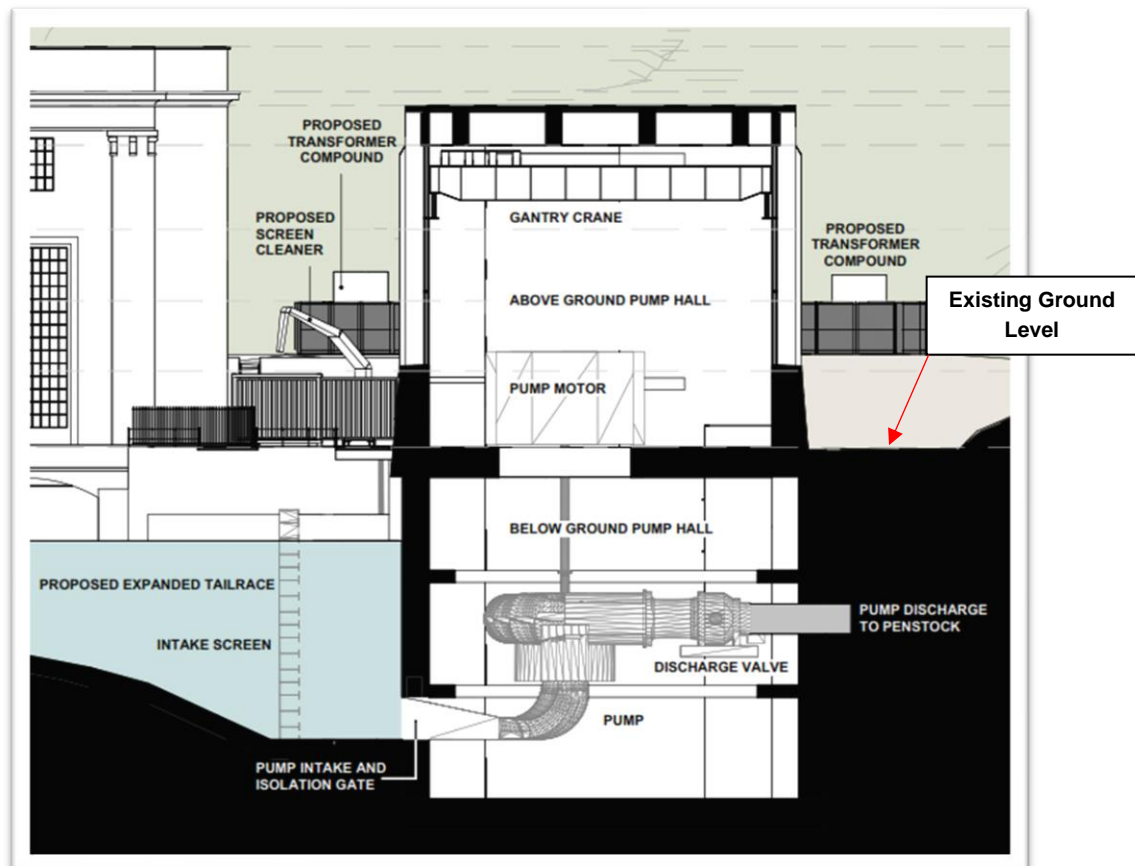 PROPOSED
TRANSFORMER
COMPOUND
PROPOSED
SCREEN
CLEANER
GANTRY CRANE
PROPOSED
TRANSFORMER
COMPOUND
ABOVE GROUND PUMP HALL
Existing Ground
Level
PUMP MOTOR
BELOW GROUND PUMP HALL
PROPOSED EXPANDED TAILRACE
INTAKE SCREEN
PUMP DISCHARGE
TO PENSTOCK
DISCHARGE VALVE
PUMP
PUMP INTAKE AND
ISOLATION GATE